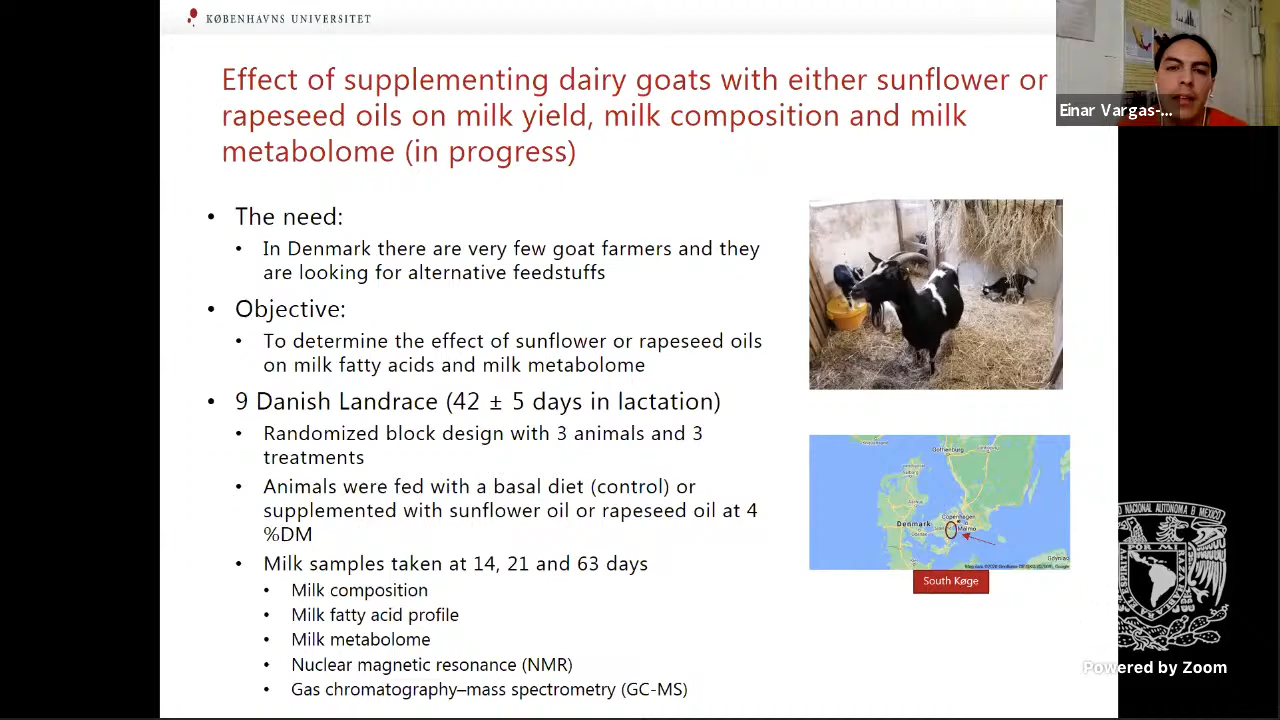 KØBENHAVNS UNIVERSITET
Effect of supplementing dairy goats with either sunflower or
rapeseed oils on milk yield, milk composition and milk
metabolome (in progress)
Einar Vargas-...
• The need:
• In Denmark there are very few goat farmers and they
are looking for alternative feedstuffs
• Objective:
• To determine the effect of sunflower or rapeseed oils
on milk fatty acids and milk metabolome
• 9 Danish Landrace (42 ± 5 days in lactation)
• Randomized block design with 3 animals and 3
treatments
• Animals were fed with a basal diet (control) or
supplemented with sunflower oil or rapeseed oil at 4
%DM
• Milk samples taken at 14, 21 and 63 days
• Milk composition
• Milk fatty acid profile
• Milk metabolome
• Nuclear magnetic resonance (NMR)
• Gas chromatography–mass spectrometry (GC-MS)
Gothenburg
Copenhagen
Denmark
Malmo
South Køge
POR MI
Powered by Zoom